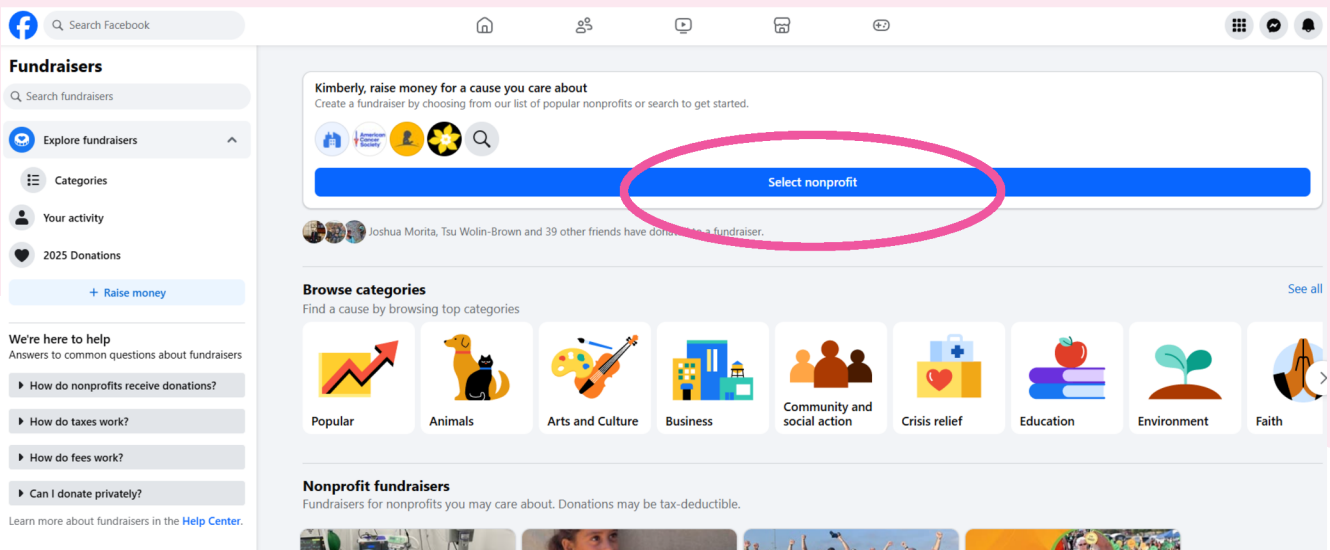 Search Facebook
Fundraisers
Search fundraisers
Explore fundraisers
Categories
Your activity
2025 Donations
+ Raise money
We're here to help
Answers to common questions about fundraisers
How do nonprofits receive donations?
How do taxes work?
How do fees work?
Can I donate privately?
Learn more about fundraisers in the Help Center.
Kimberly, raise money for a cause you care about
Create a fundraiser by choosing from our list of popular nonprofits or search to get started.
American
Cancer
Society
Select nonprofit
Joshua Morita, Tsu Wolin-Brown and 39 other friends have donated to a fundraiser.
Browse categories
See all
Find a cause by browsing top categories
Popular
Animals
Arts and Culture
Business
Community and
social action
Crisis relief
Education
Environment
Faith
Nonprofit fundraisers
Fundraisers for nonprofits you may care about. Donations may be tax-deductible.